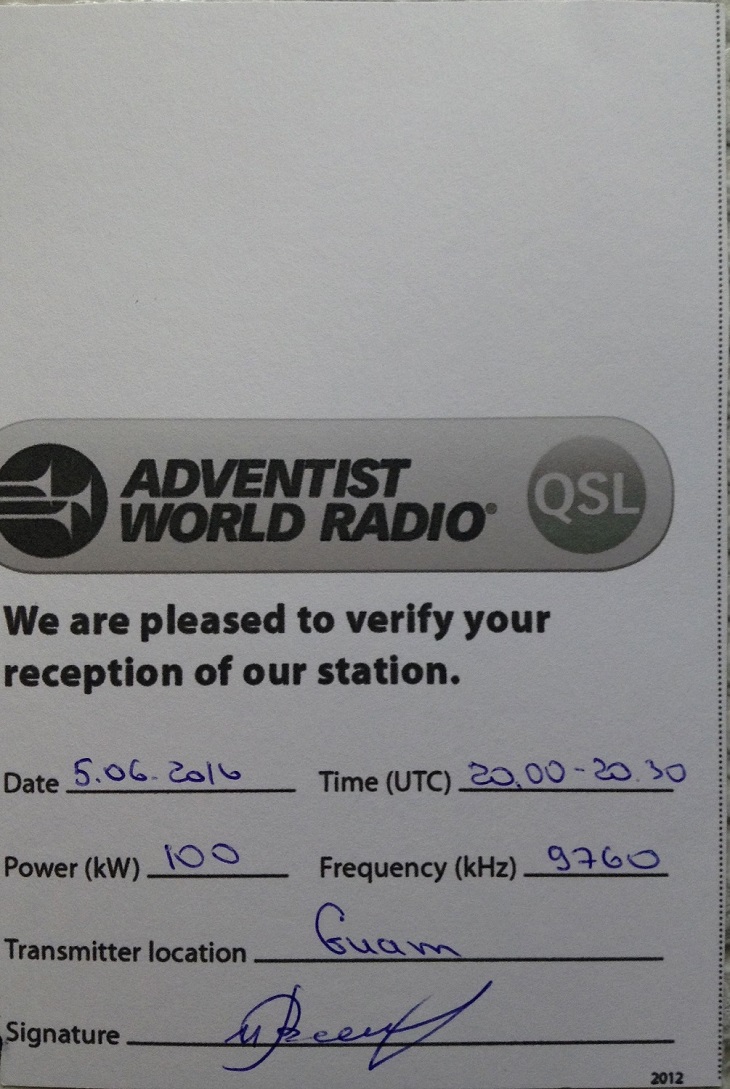 ADVENTIST
WORLD RADIO®
QSL
We are pleased to verify your
reception of our station.
Date 5.06.2016 Time (UTC) 20.00-20.30
Power (kW) 100 Frequency (kHz) 9760
Transmitter location Guam
Signature
2012